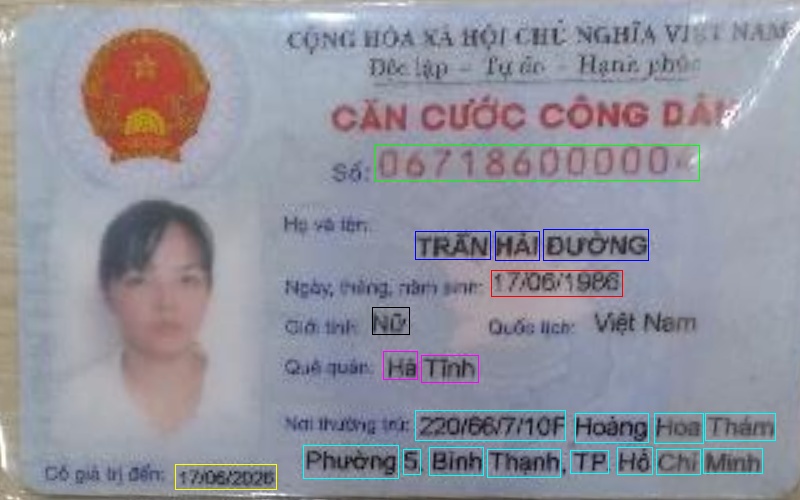 CỘNG HÒA XÃ HỘI CHỦ NGHĨA VIỆT NAM
Độc lập - Tự do - Hạnh phúc
CĂN CƯỚC CÔNG DÂN
Số:
Họ và tên:
TRẦN HẢI ĐƯỜNG
Ngày, tháng, năm sinh: 17/06/1986
Giới tính: Nữ Quốc tịch: Việt Nam
Quê quán: Hà Tĩnh
Nơi thường trú: 220/66/7/10F Hoàng Hoa Thám
Phường 5, Bình Thạnh, TP. Hồ Chí Minh
Có giá trị đến: 17/06/2026